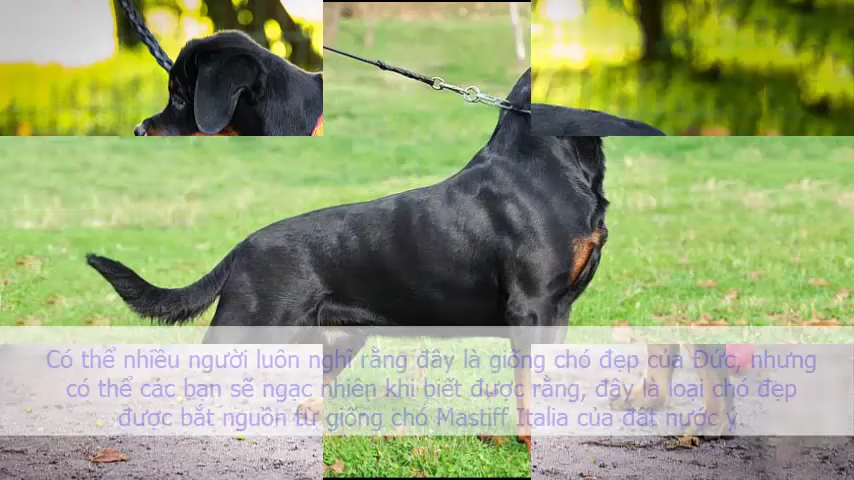 Có thể nhiều người luôn nghĩ rằng đây là giống chó đẹp của Đức, nhưng
có thể các bạn sẽ ngạc nhiên khi biết được rằng, đây là loại chó đẹp
được bắt nguồn từ giống chó Mastiff Italia của đất nước ý